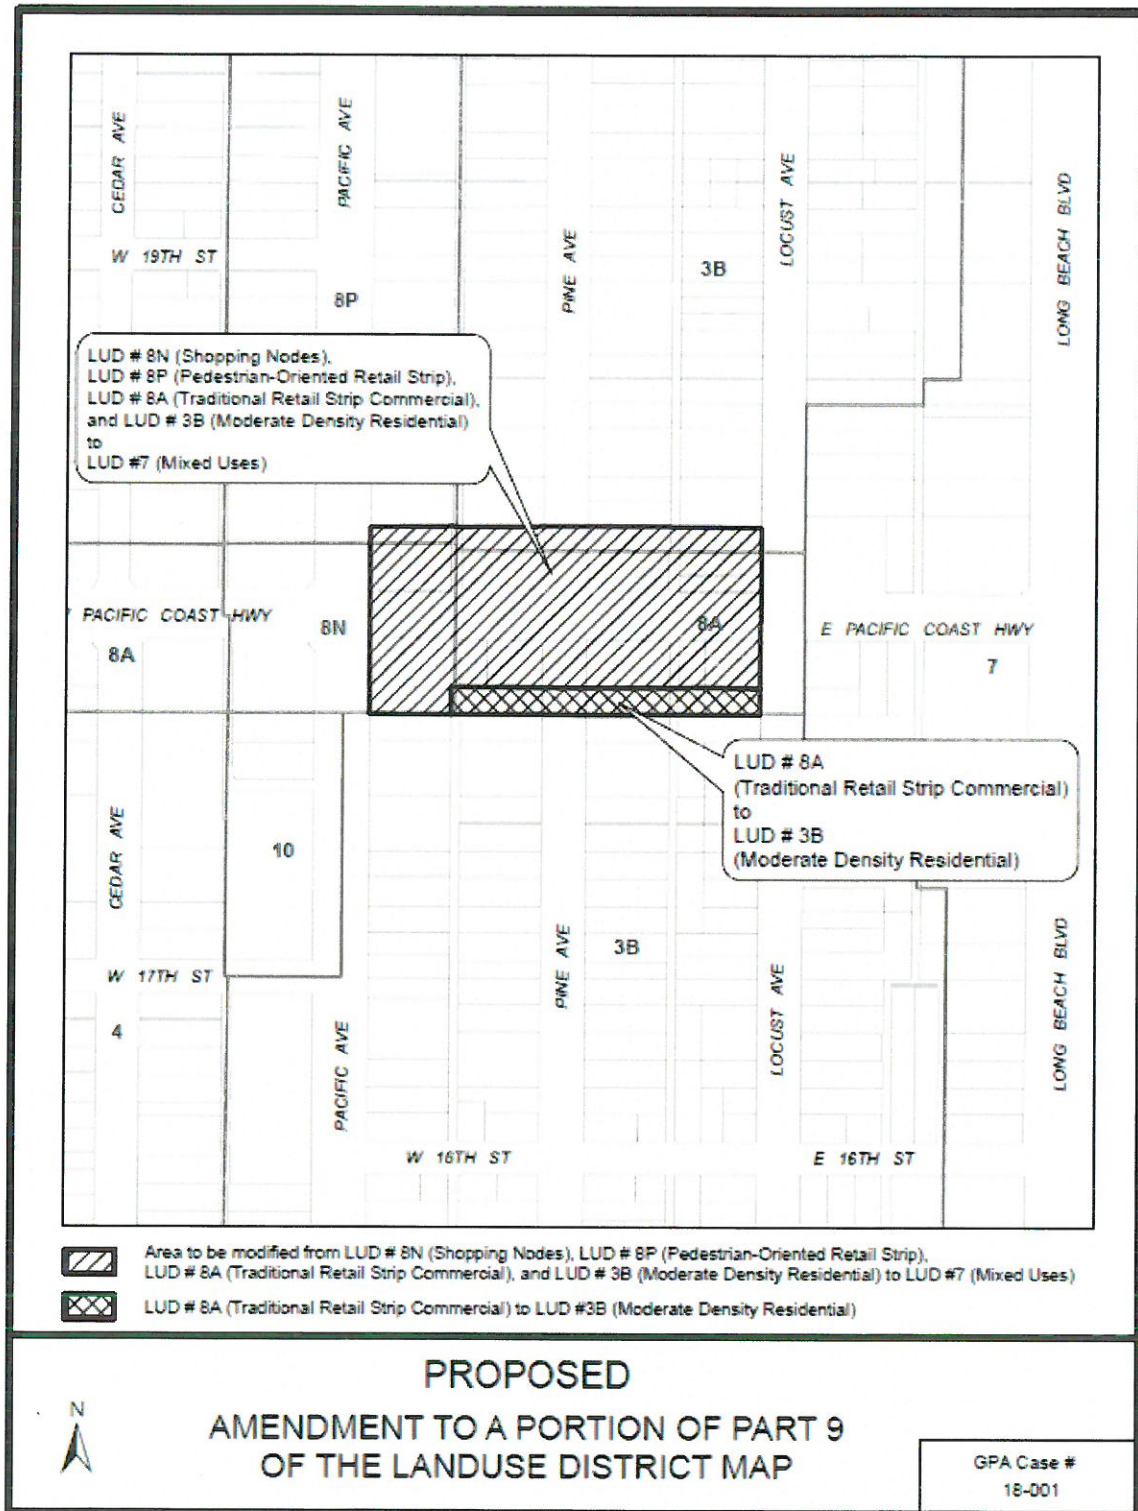 CEDAR AVE
PACIFIC AVE
PINE AVE
LOCUST AVE
LONG BEACH BLVD
W 19TH ST
3B
8P
LUD # 8N (Shopping Nodes),
LUD # 8P (Pedestrian-Oriented Retail Strip),
LUD # 8A (Traditional Retail Strip Commercial),
and LUD # 3B (Moderate Density Residential)
to
LUD #7 (Mixed Uses)
PACIFIC COAST HWY
8N
8A
8A
E PACIFIC COAST HWY
7
LUD # 8A
(Traditional Retail Strip Commercial)
to
LUD # 3B
(Moderate Density Residential)
CEDAR AVE
10
PINE AVE
3B
LOCUST AVE
LONG BEACH BLVD
W 17TH ST
4
PACIFIC AVE
W 16TH ST
E 16TH ST
Area to be modified from LUD # 8N (Shopping Nodes), LUD # 8P (Pedestrian-Oriented Retail Strip),
LUD # 8A (Traditional Retail Strip Commercial), and LUD # 3B (Moderate Density Residential) to LUD #7 (Mixed Uses)
LUD # 8A (Traditional Retail Strip Commercial) to LUD #3B (Moderate Density Residential)
PROPOSED
AMENDMENT TO A PORTION OF PART 9
OF THE LANDUSE DISTRICT MAP
N
GPA Case #
18-001